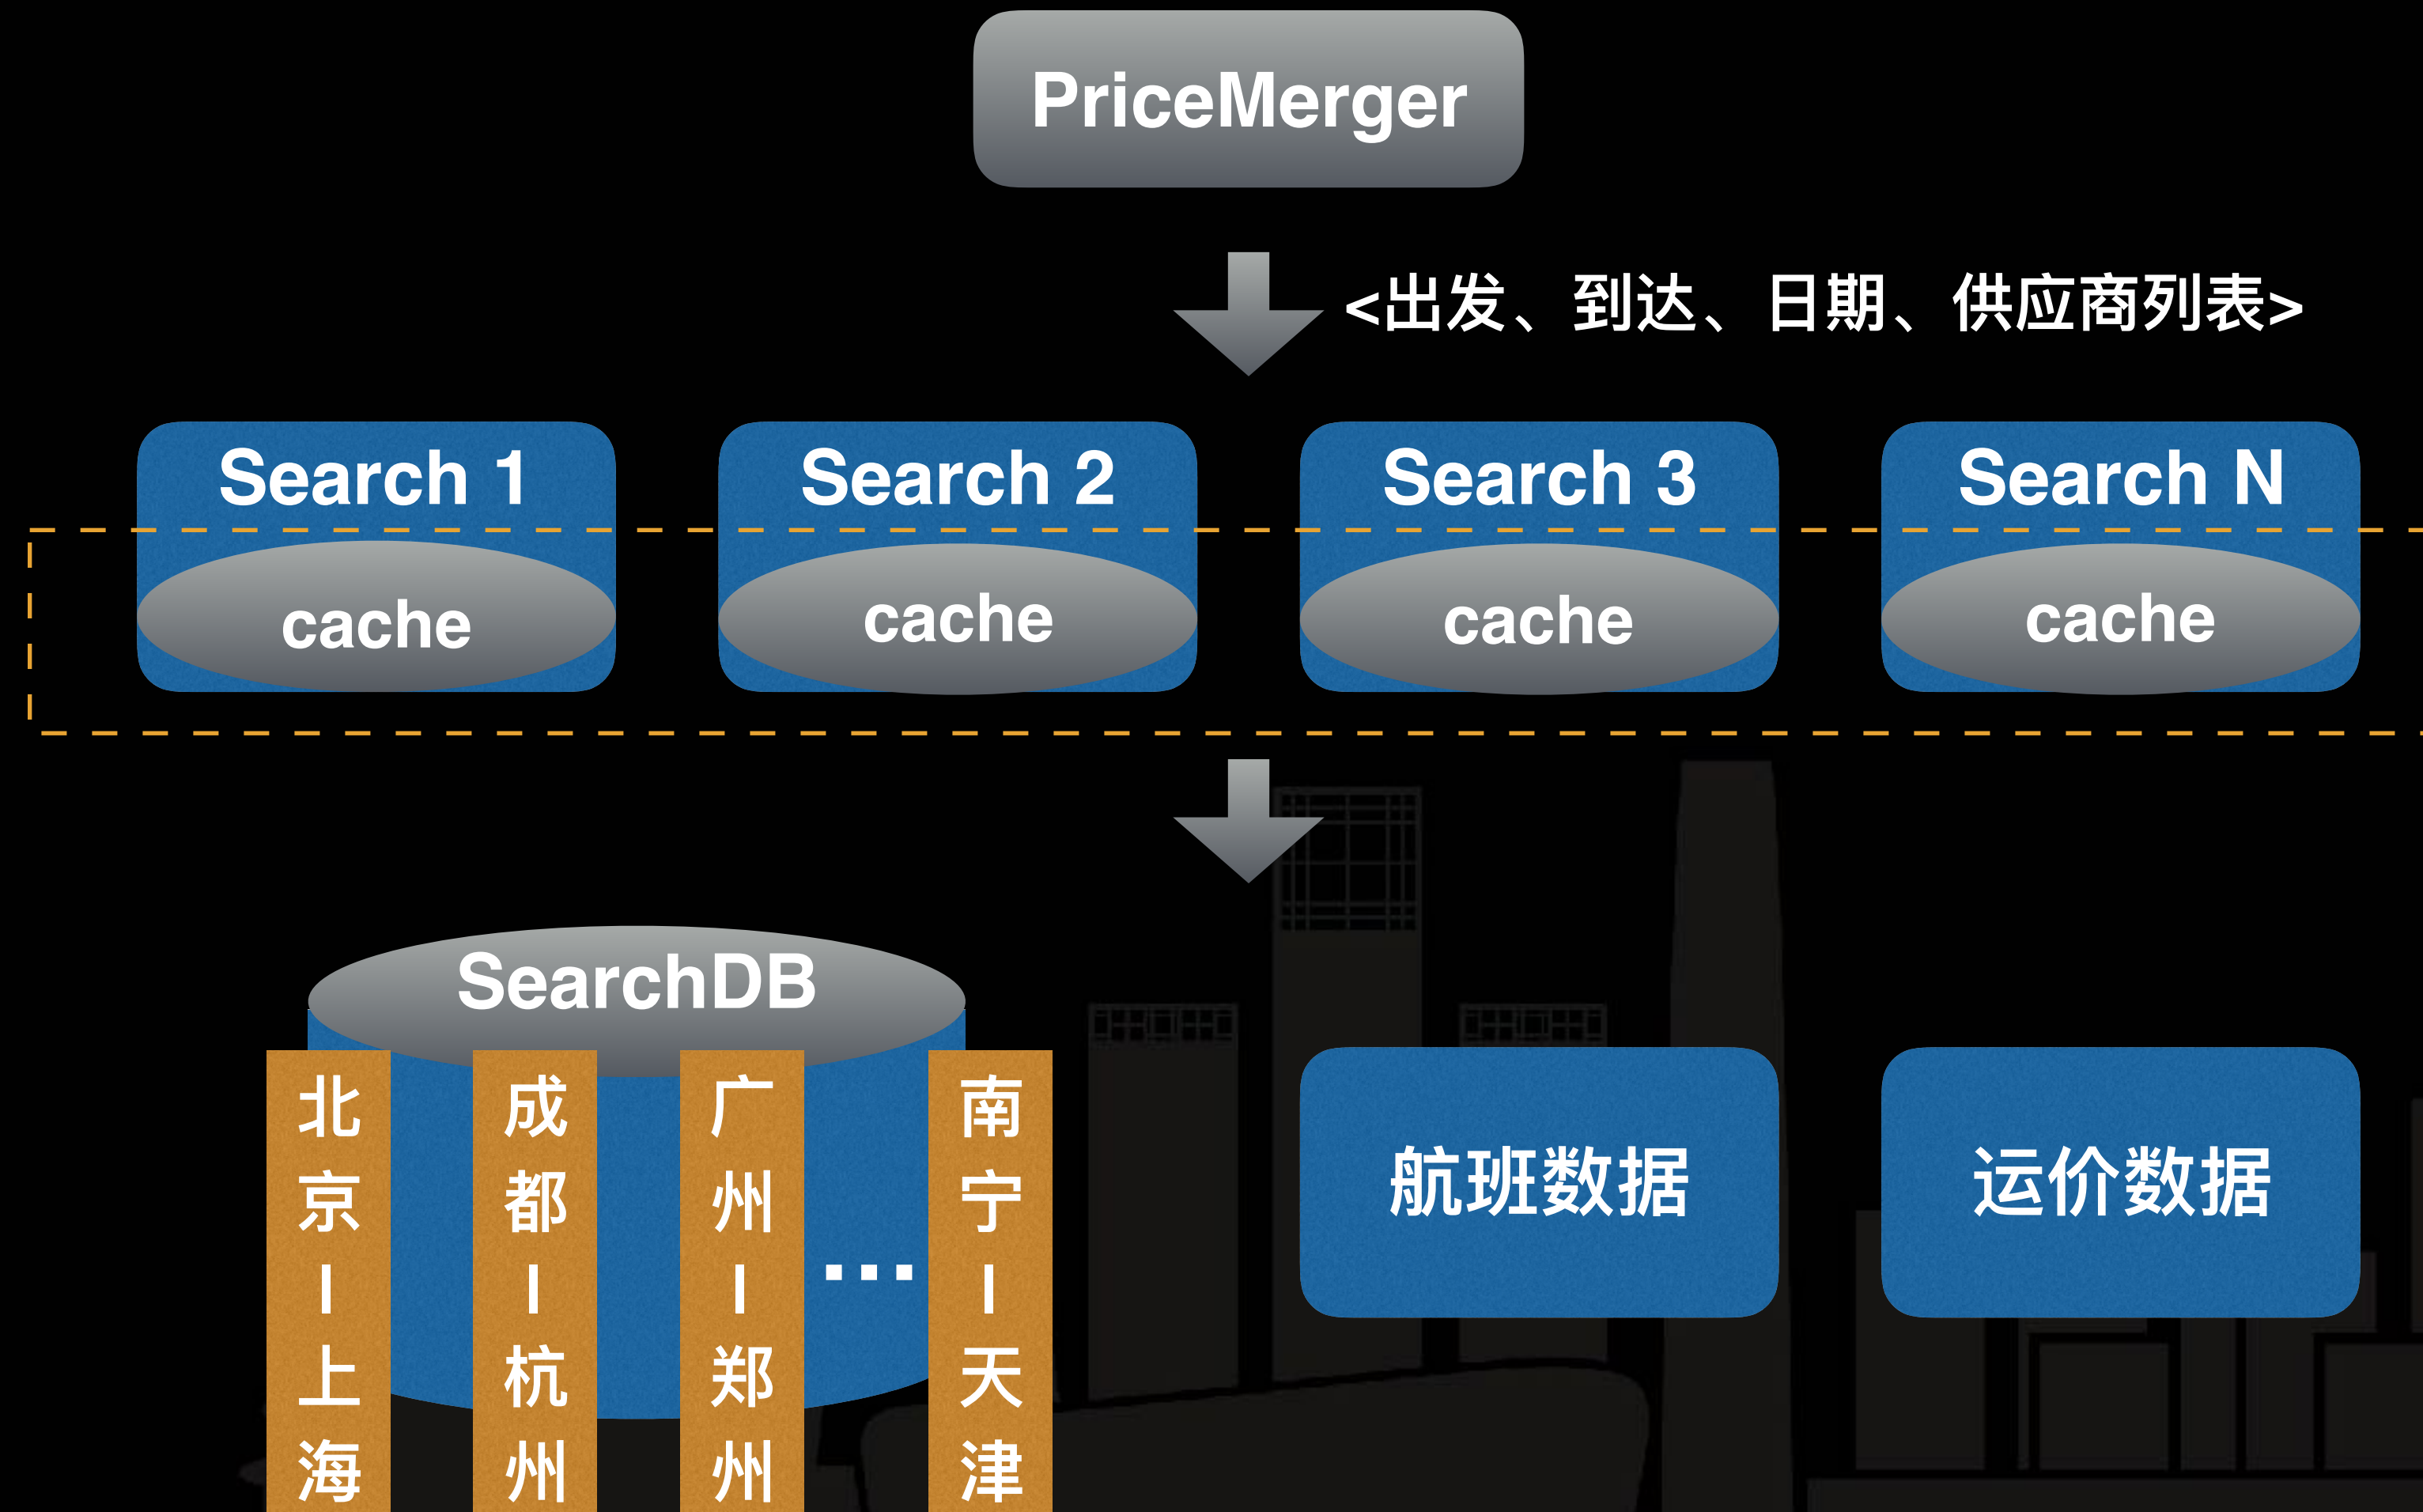 PriceMerger
<出发、到达、日期、供应商列表>
Search 1
Search 2
Search 3
Search N
cache
cache
cache
cache
SearchDB
北京-上海
成都-杭州
广州-郑州
...
南宁-天津
航班数据
运价数据